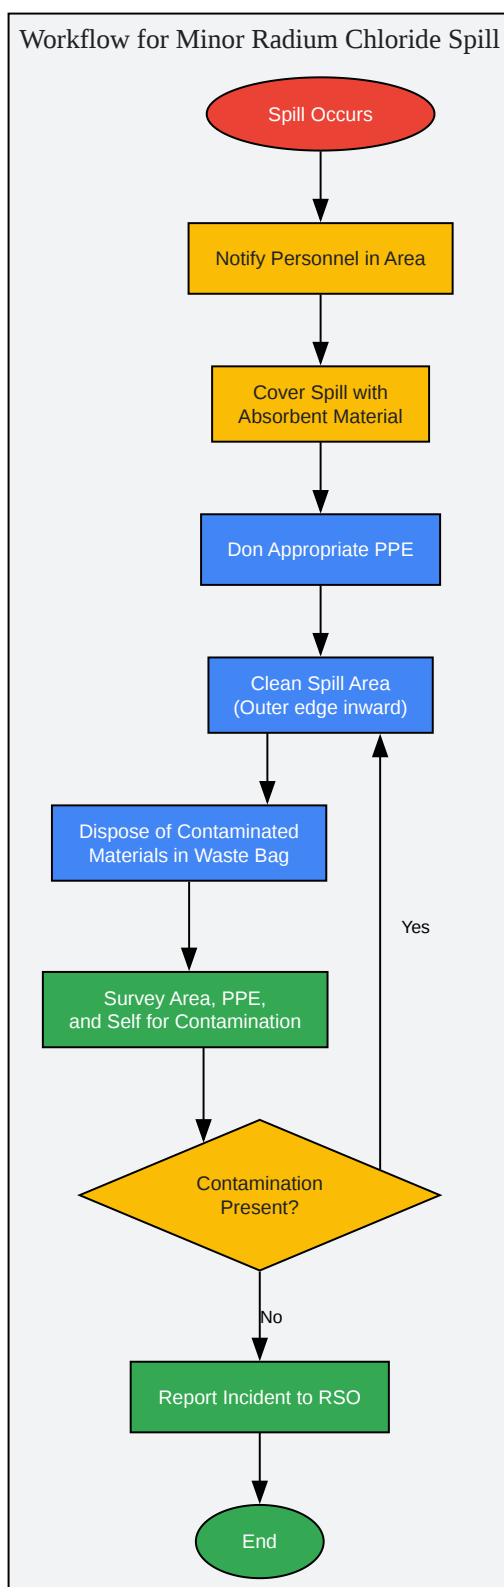 Workflow for Minor Radium Chloride Spill
Spill Occurs
Notify Personnel in Area
Cover Spill with
Absorbent Material
Don Appropriate PPE
Clean Spill Area
(Outer edge inward)
Dispose of Contaminated
Materials in Waste Bag
Yes
Survey Area, PPE,
and Self for Contamination
Contamination
Present?
No
Report Incident to RSO
End